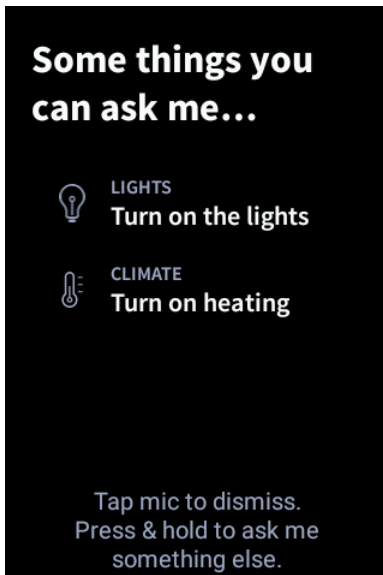 Some things you
can ask me...
LIGHTS
Turn on the lights
CLIMATE
Turn on heating
Tap mic to dismiss.
Press & hold to ask me
something else.